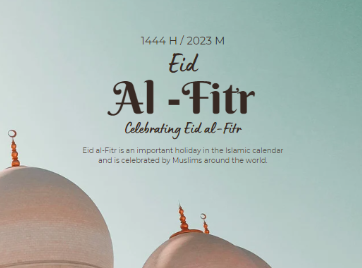 1444 H / 2023 M
Eid
Al -Fitr
Celebrating Eid al-Fitr
Eid al-Fitr is an important holiday in the Islamic calendar
and is celebrated by Muslims around the world.